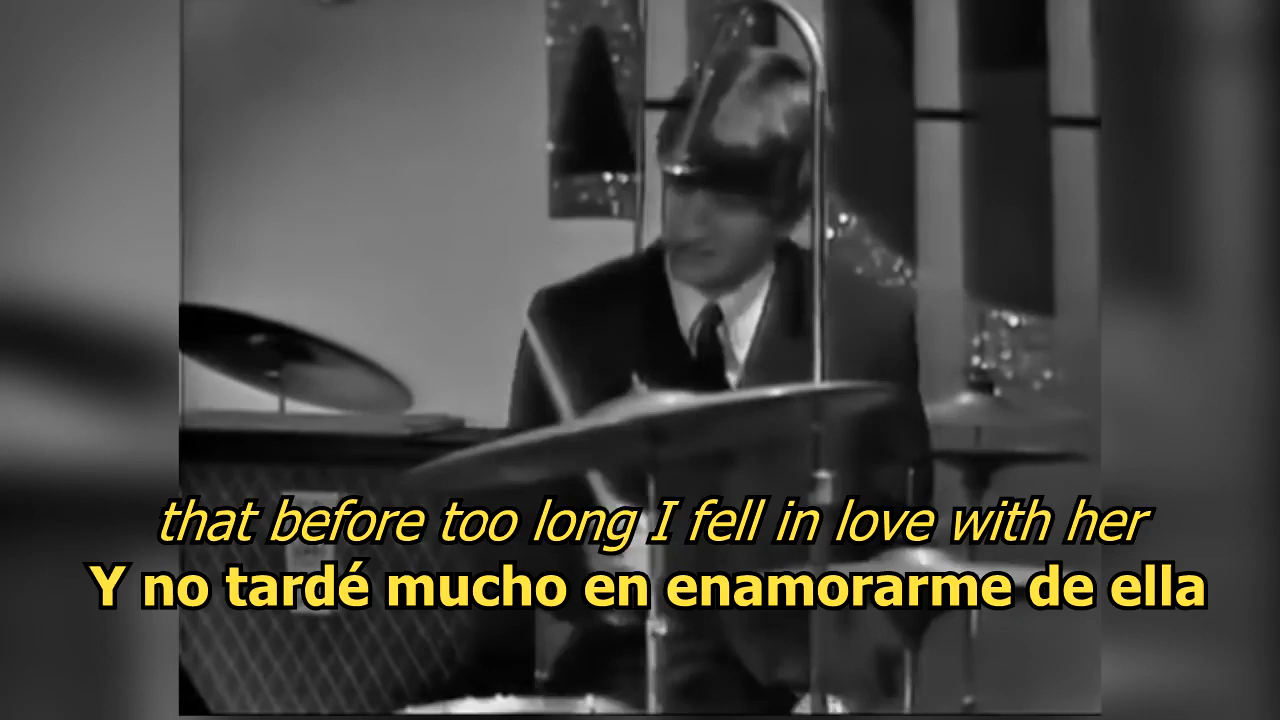 that before too long I fell in love with her
Y no tardé mucho en enamorarme de ella